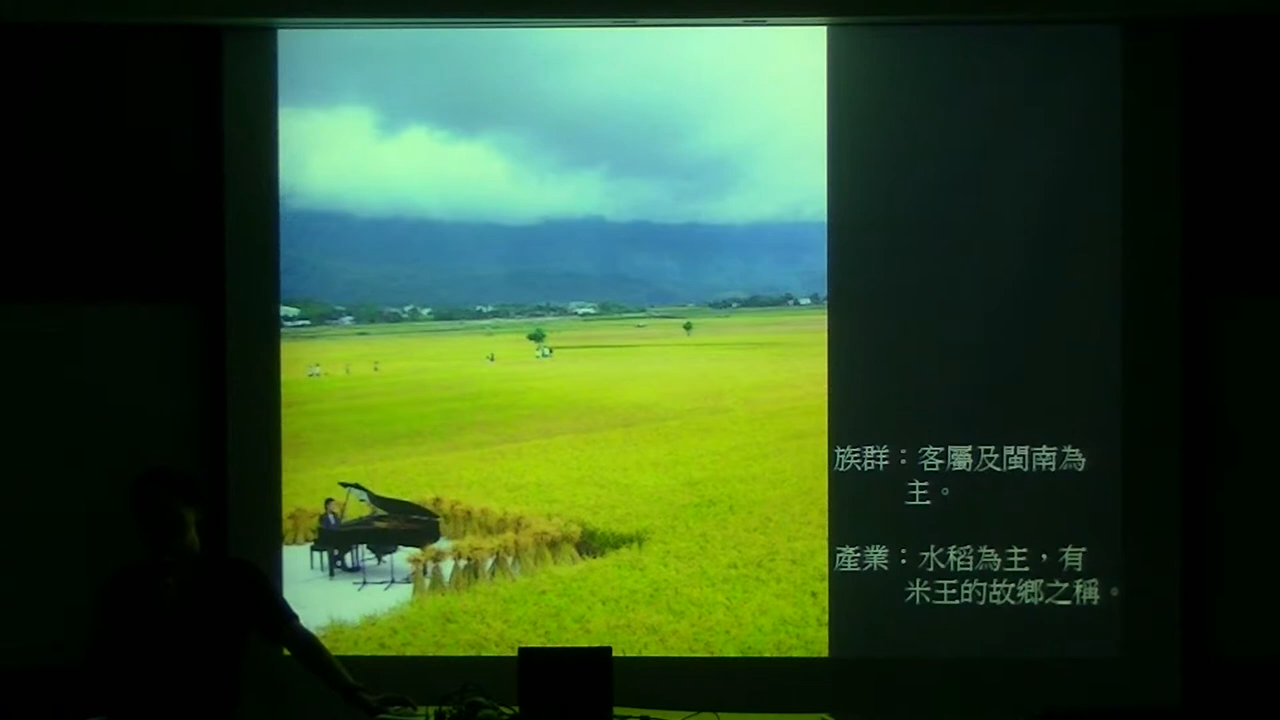 族群：客屬及閩南為
主。
產業：水稻為主，有
米王的故鄉之稱。